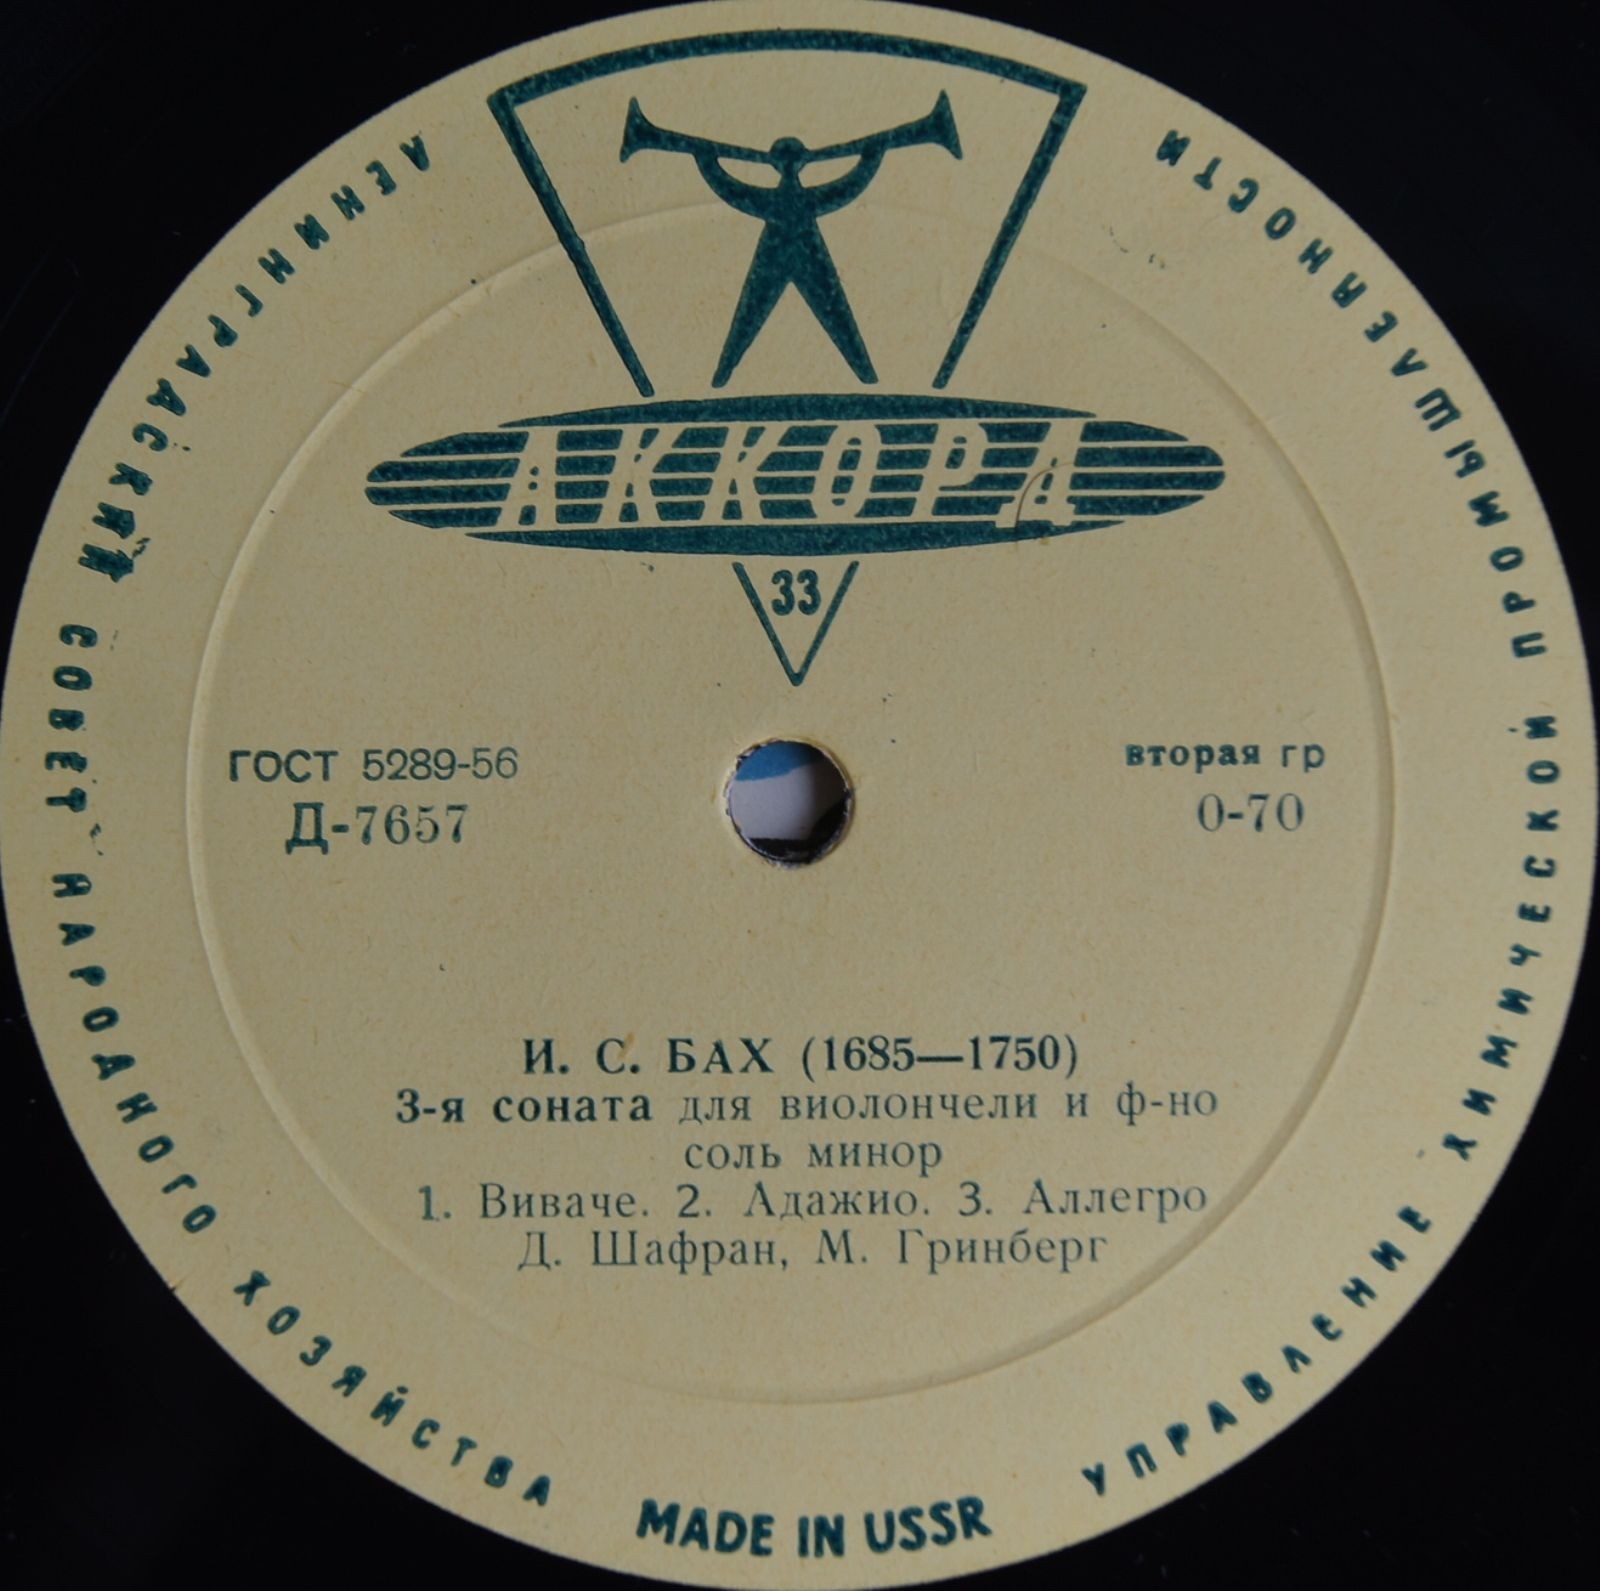 ЛЕНИНГРАДСКИЙ СОВЕТ НАРОДНОГО ХОЗЯЙСТВА
УПРАВЛЕНИЕ ХИМИЧЕСКОЙ ПРОМЫШЛЕННОСТИ
АККОРД
33
ГОСТ 5289-56
Д-7657
вторая гр
0-70
И. С. БАХ (1685—1750)
3-я соната для виолончели и ф-но
соль минор
1. Виваче. 2. Адажио. 3. Аллегро
Д. Шафран, М. Гринберг
MADE IN USSR